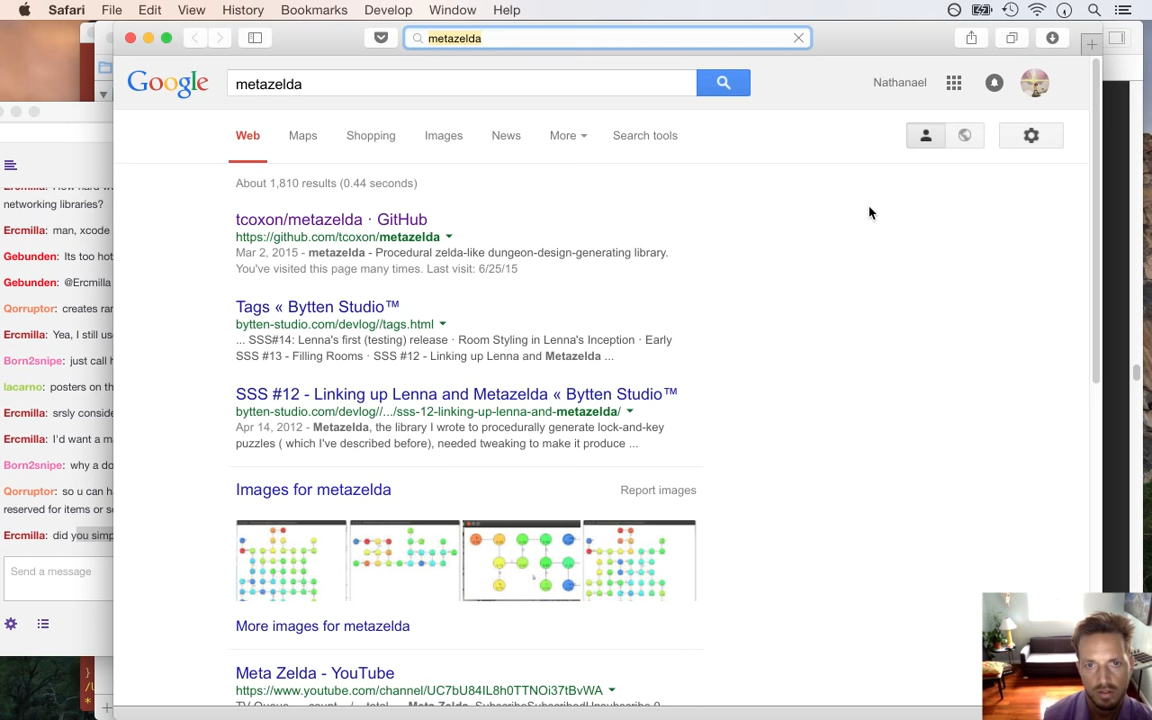 Safari File Edit View History Bookmarks Develop Window Help
metazelda
Google metazelda Nathanael
Web Maps Shopping Images News More Search tools
About 1,810 results (0.44 seconds)
tcoxon/metazelda · GitHub
https://github.com/tcoxon/metazelda
Mar 2, 2015 - metazelda - Procedural zelda-like dungeon-design-generating library.
You've visited this page many times. Last visit: 6/25/15
Tags « Bytten Studio™
bytten-studio.com/devlog//tags.html
... SSS#14: Lenna's first (testing) release · Room Styling in Lenna's Inception · Early
SSS #13 - Filling Rooms · SSS #12 - Linking up Lenna and Metazelda ...
SSS #12 - Linking up Lenna and Metazelda « Bytten Studio™
bytten-studio.com/devlog//.../sss-12-linking-up-lenna-and-metazelda/
Apr 14, 2012 - Metazelda, the library I wrote to procedurally generate lock-and-key
puzzles ( which I've described before), needed tweaking to make it produce ...
Images for metazelda Report images
More images for metazelda
Meta Zelda - YouTube
https://www.youtube.com/channel/UC7bU84IL8h0TTNOi37tBvWA
networking libraries?
Ercmilla: man, xcode
Gebunden: Its too hot
Gebunden: @Ercmilla
Qorruptor: creates
Ercmilla: Yea, I still
Born2snipe: just call
lacarno: posters on
Ercmilla: srsly
Ercmilla: I'd want a
Born2snipe: why a
Qorruptor: so u can
reserved for items or
Ercmilla: did you
Send a message